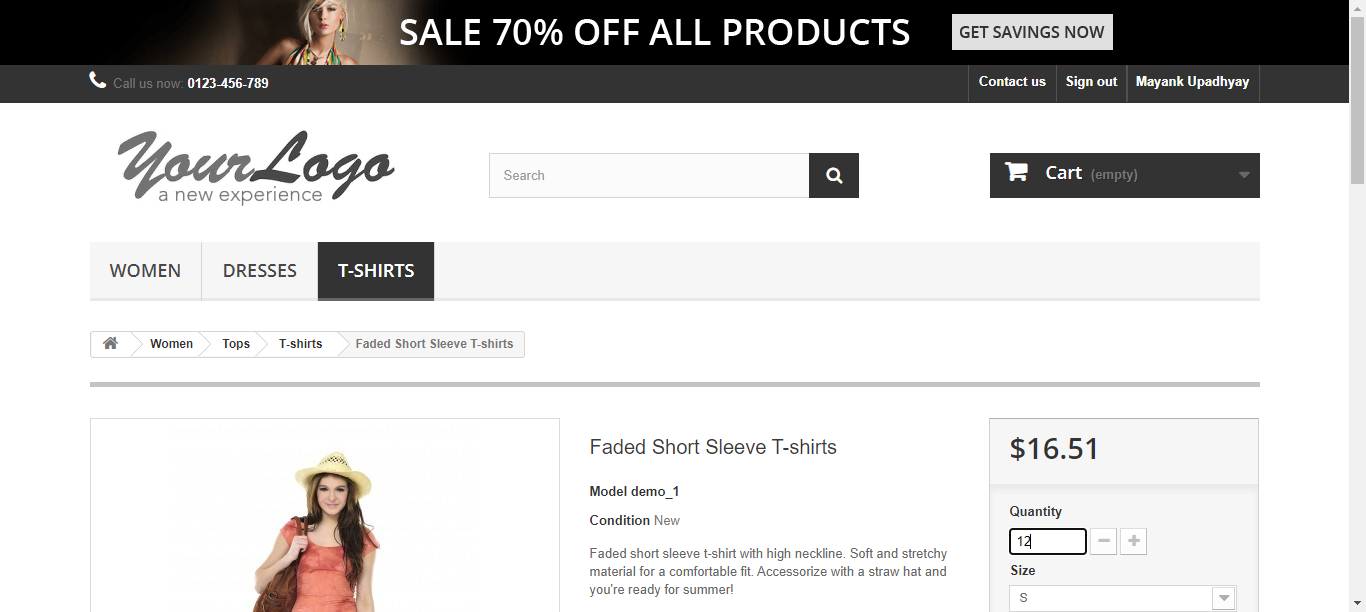 SALE 70% OFF ALL PRODUCTS GET SAVINGS NOW
Call us now: 0123-456-789 Contact us Sign out Mayank Upadhyay
YourLogo
a new experience
Search
Cart (empty)
WOMEN DRESSES T-SHIRTS
Women Tops T-shirts Faded Short Sleeve T-shirts
Faded Short Sleeve T-shirts
Model demo_1
Condition New
Faded short sleeve t-shirt with high neckline. Soft and stretchy
material for a comfortable fit. Accessorize with a straw hat and
you're ready for summer!
$16.51
Quantity
12
Size
S